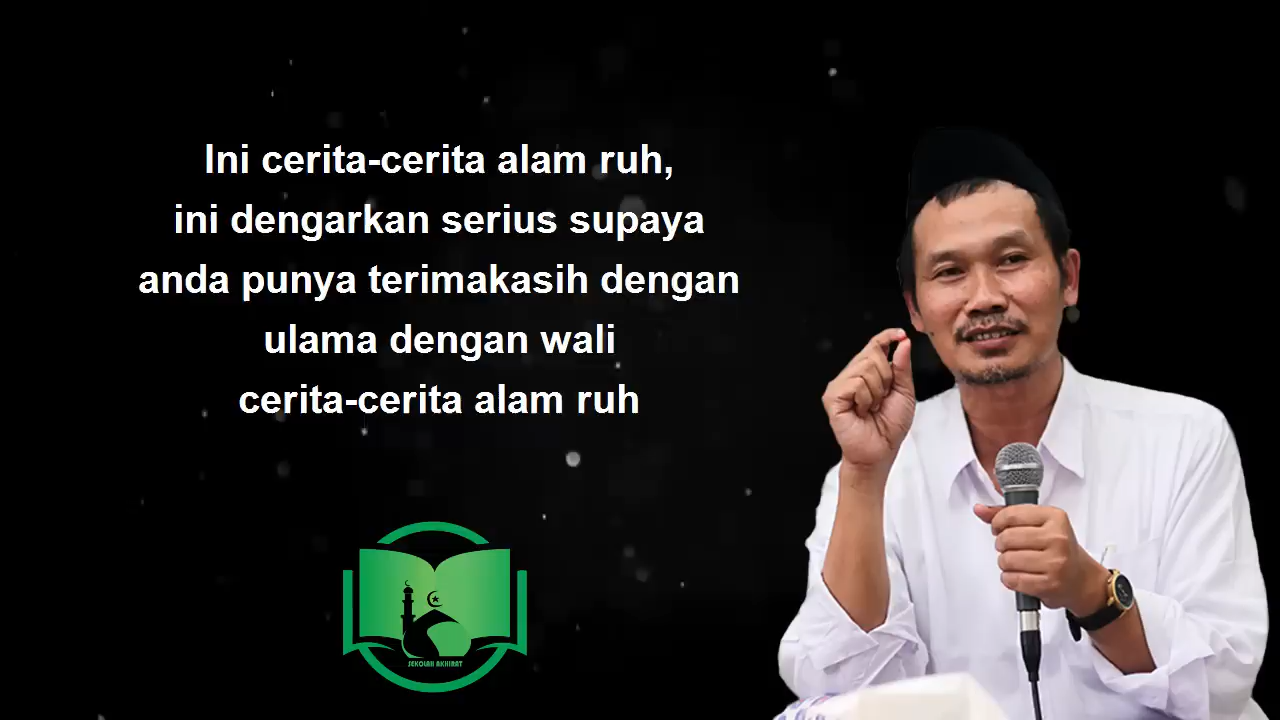 Ini cerita-cerita alam ruh,
ini dengarkan serius supaya
anda punya terimakasih dengan
ulama dengan wali
cerita-cerita alam ruh
SEKOLAH AKHIRAT